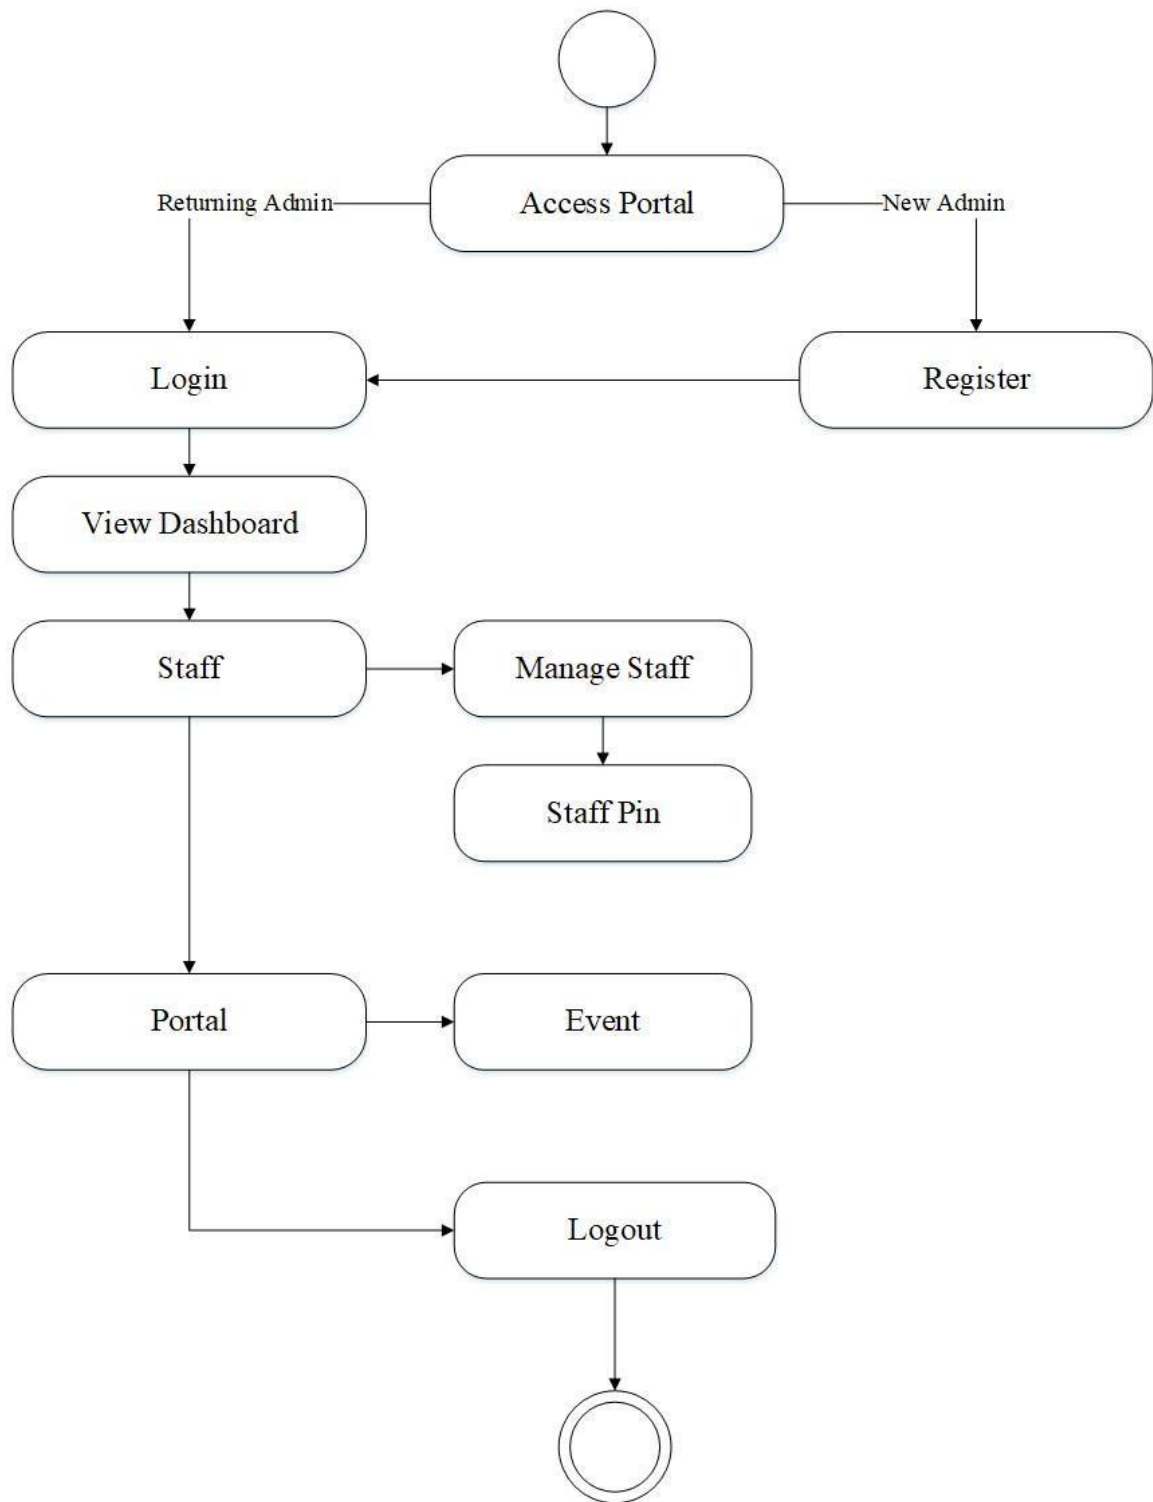 Access Portal
Returning Admin
New Admin
Login
Register
View Dashboard
Staff
Manage Staff
Staff Pin
Portal
Event
Logout